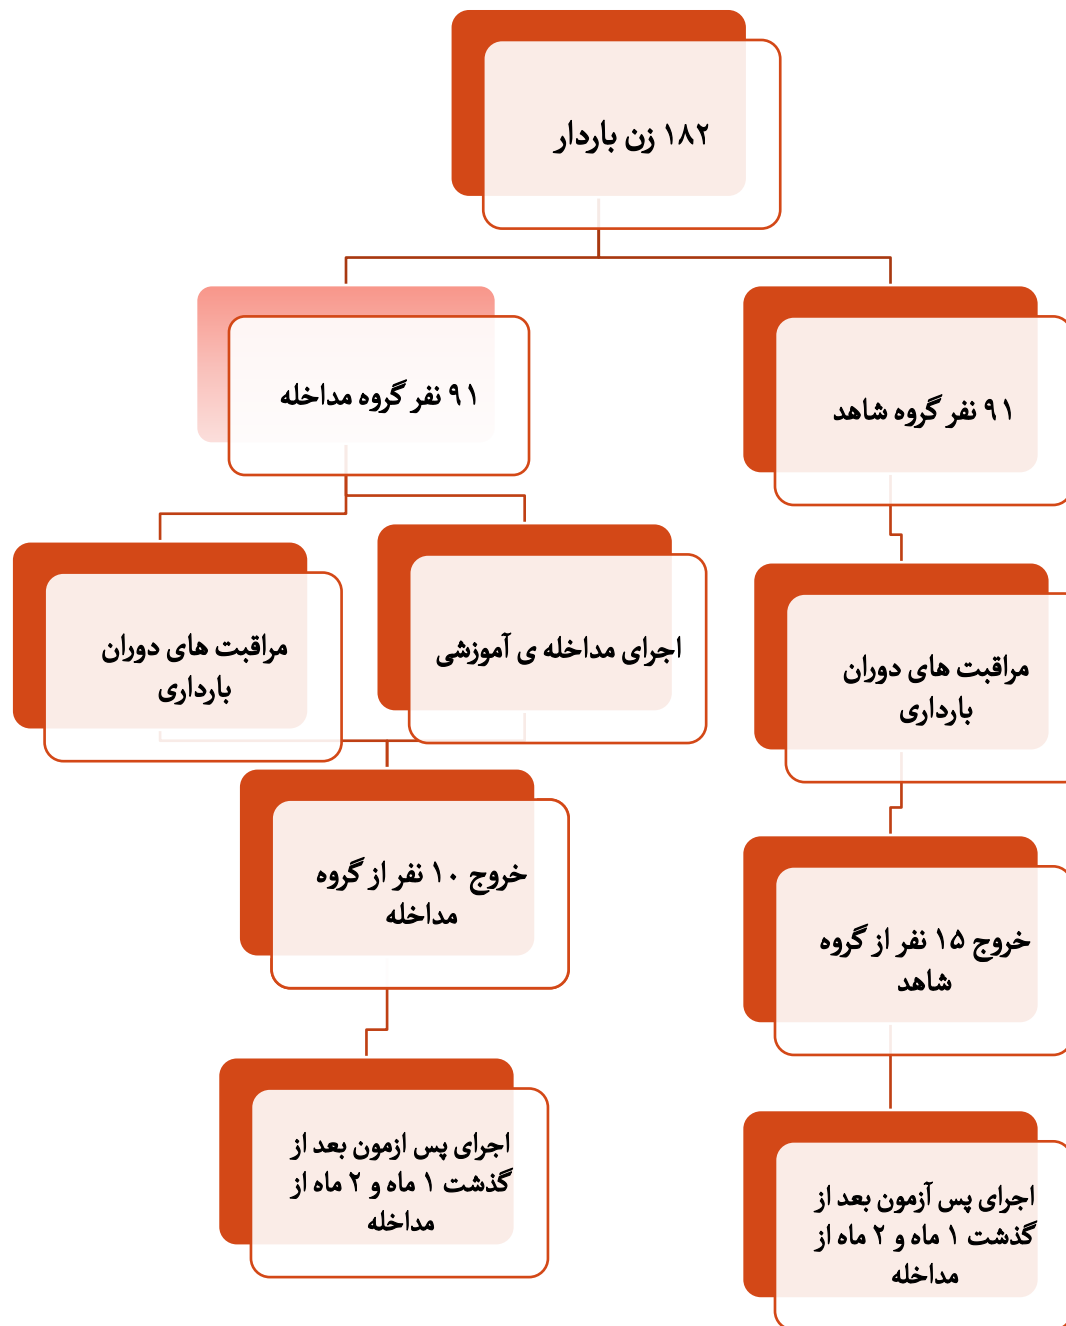 ۱۸۲ زن باردار
۹۱ نفر گروه شاهد
۹۱ نفر گروه مداخله
مراقبت های دوران
بارداری
اجرای مداخله ی آموزشی
مراقبت های دوران
بارداری
خروج ۱۵ نفر از گروه
شاهد
خروج ۱۰ نفر از گروه
مداخله
اجرای پس آزمون بعد از
گذشت ۱ ماه و ۲ ماه از
مداخله
اجرای پس ازمون بعد از
گذشت ۱ ماه و ۲ ماه از
مداخله